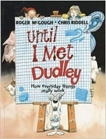 ROGER McGOUGH • CHRIS RIDDELL
Until
I Met
Dudley
How everyday things
really work